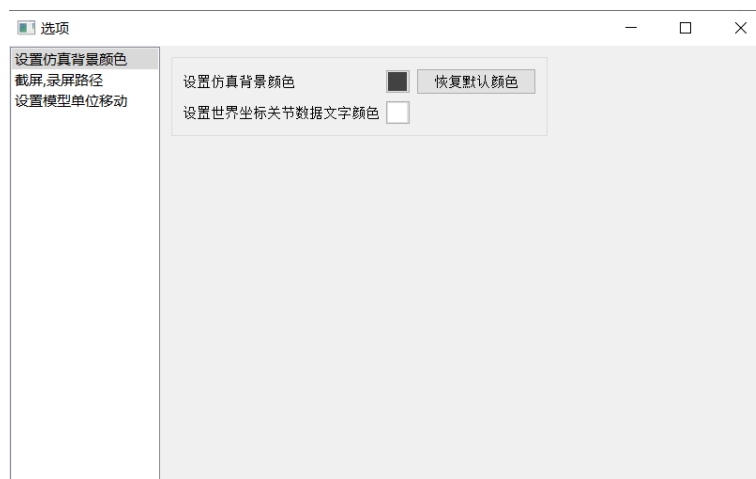 选项
设置仿真背景颜色
截屏,录屏路径
设置模型单位移动
设置仿真背景颜色
恢复默认颜色
设置世界坐标关节数据文字颜色